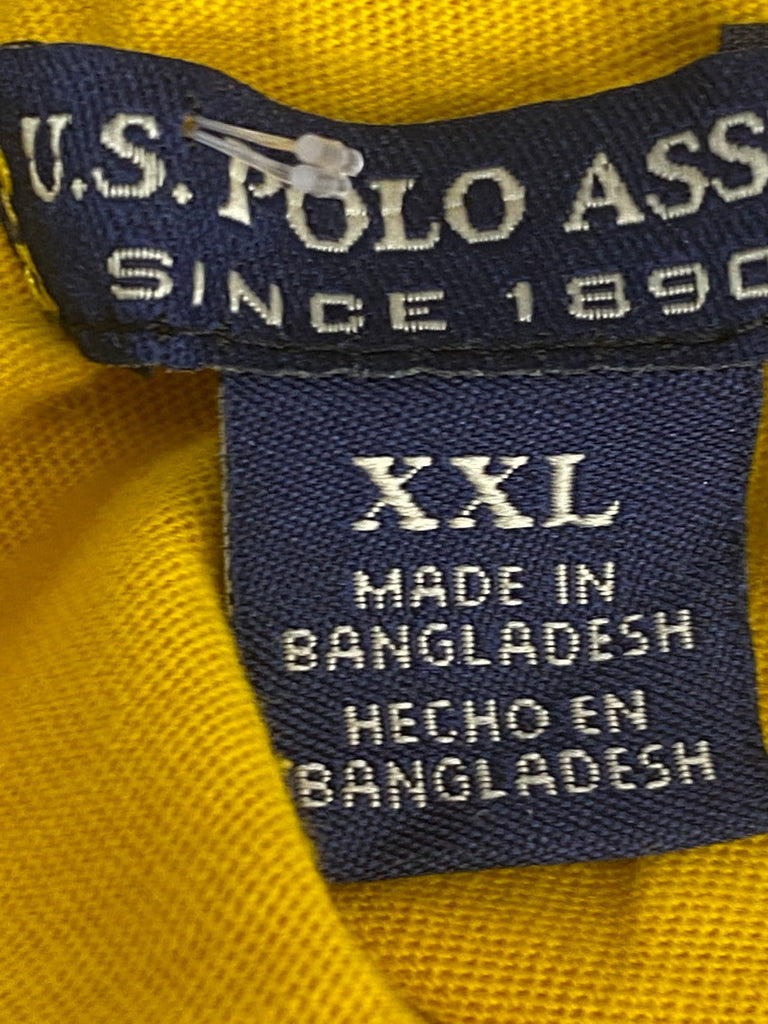 U.S. POLO ASS
SINCE 1890
XXL
MADE IN
BANGLADESH
HECHO EN
BANGLADESH